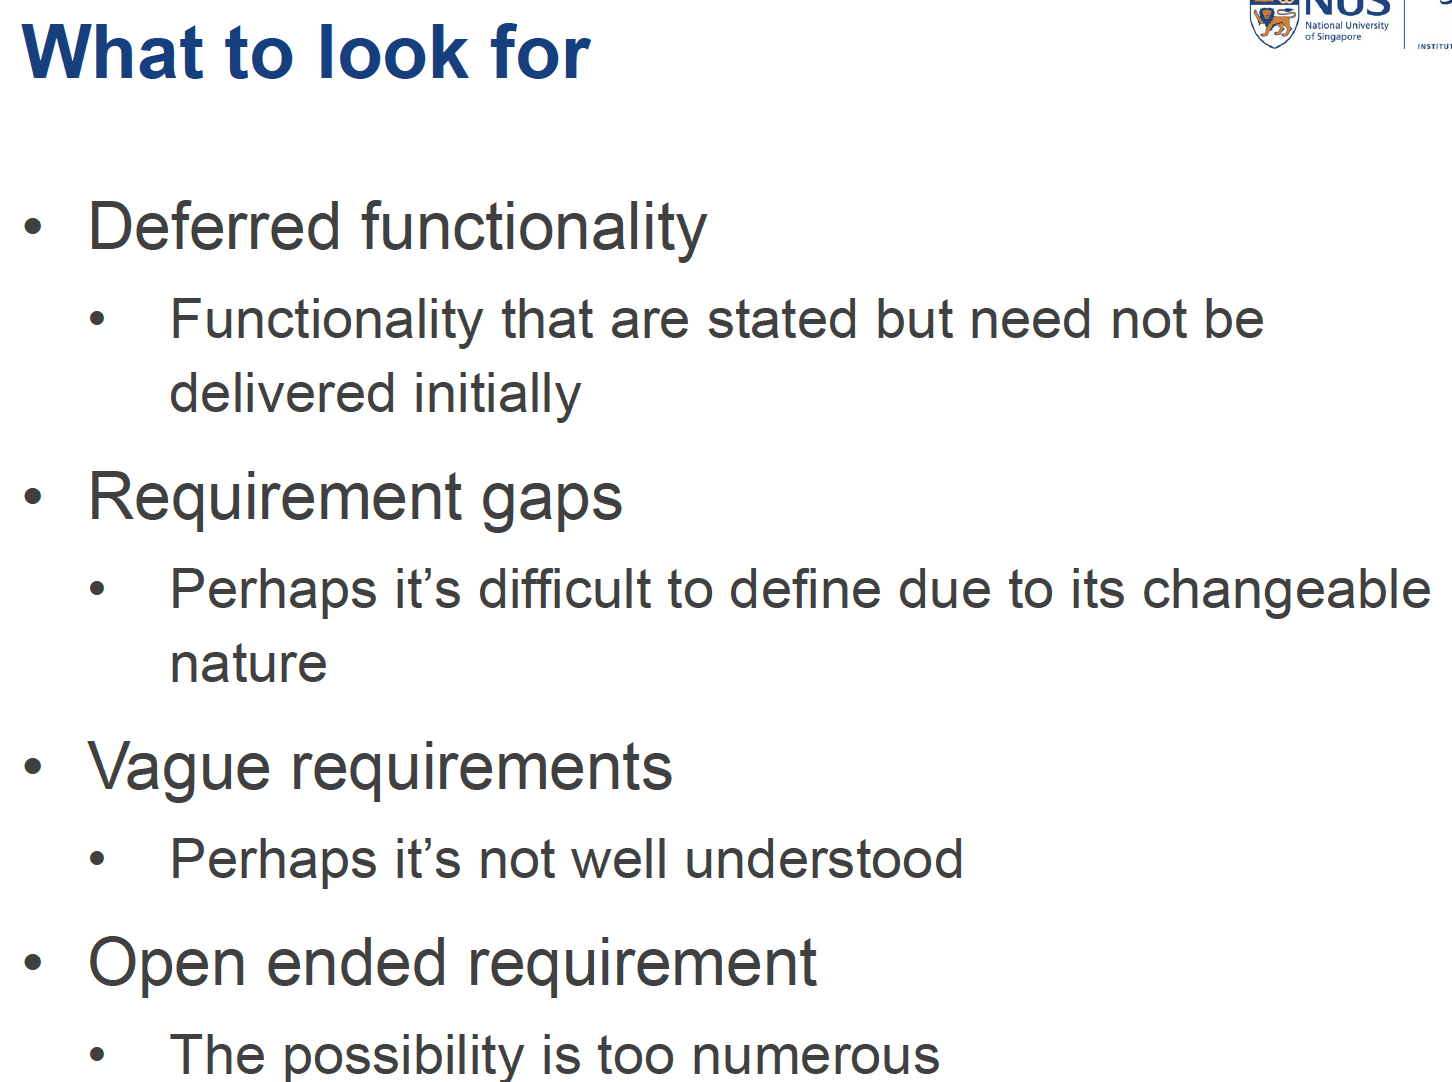 What to look for
NUS
National University
of Singapore
• Deferred functionality
• Functionality that are stated but need not be
delivered initially
• Requirement gaps
• Perhaps it’s difficult to define due to its changeable
nature
• Vague requirements
• Perhaps it’s not well understood
• Open ended requirement
• The possibility is too numerous